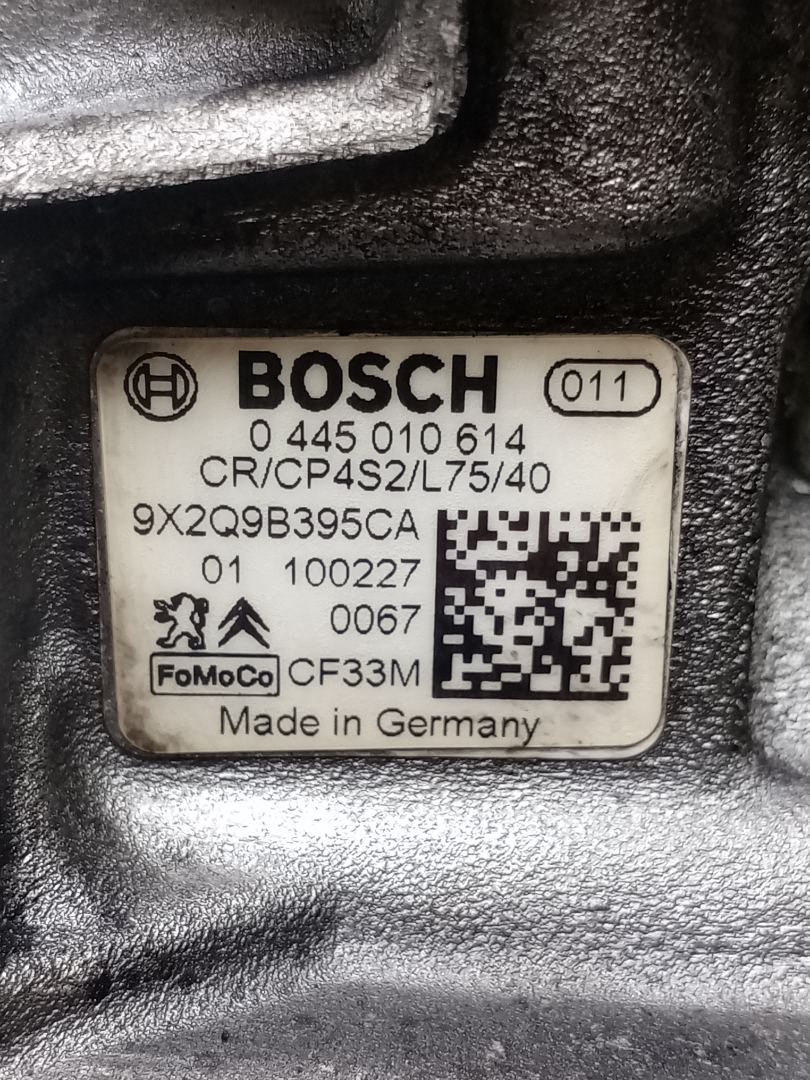 BOSCH 011
0 445 010 614
CR/CP4S2/L75/40
9X2Q9B395CA
01 100227
0067
FoMoCo CF33M
Made in Germany